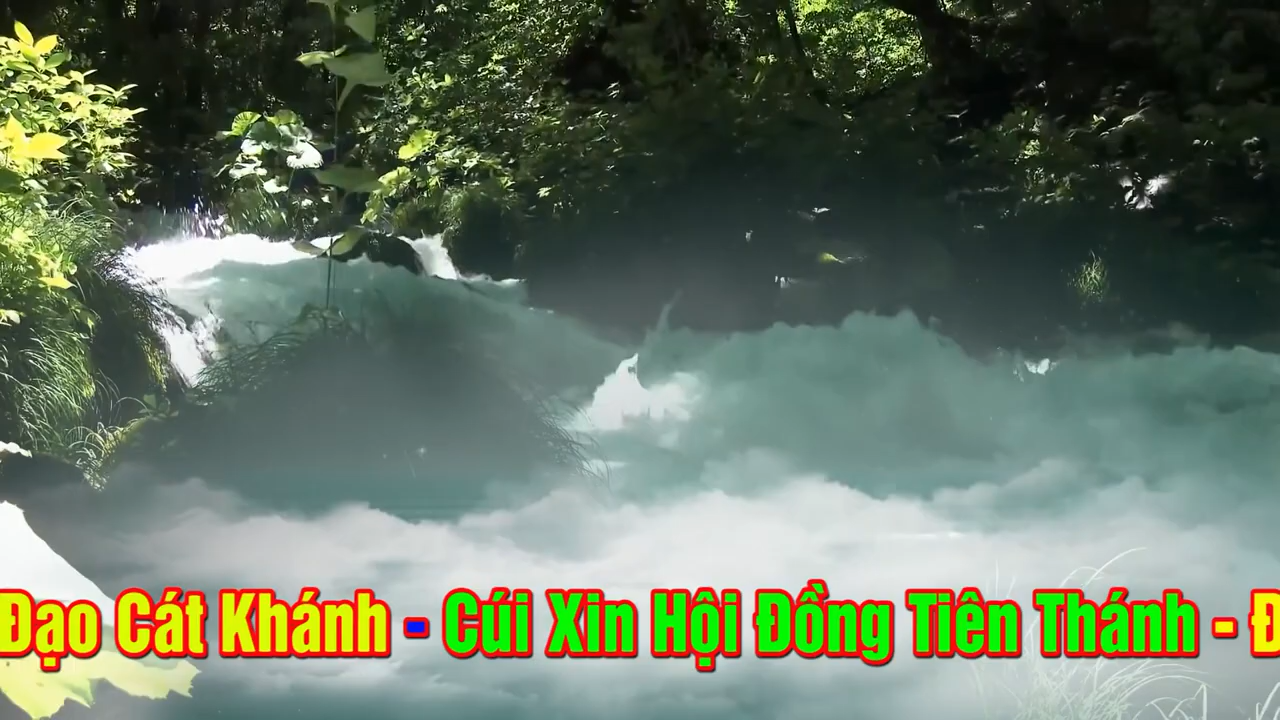 Đạo Cát Khánh - Cúi Xin Hội Đồng Tiên Thánh - Đ